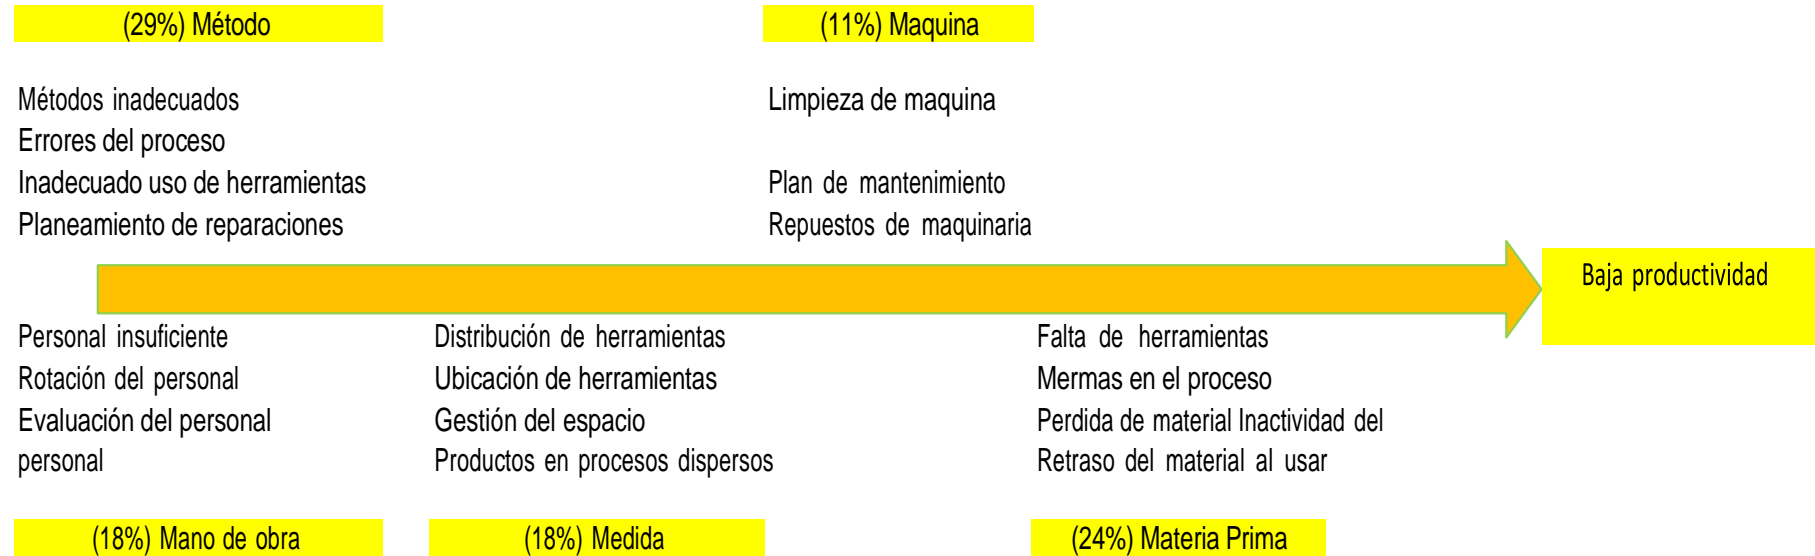 (29%) Método
(11%) Maquina
Métodos inadecuados
Errores del proceso
Inadecuado uso de herramientas
Planeamiento de reparaciones
Limpieza de maquina
Plan de mantenimiento
Repuestos de maquinaria
Baja productividad
Personal insuficiente
Rotación del personal
Evaluación del personal
personal
Distribución de herramientas
Ubicación de herramientas
Gestión del espacio
Productos en procesos dispersos
Falta de herramientas
Mermas en el proceso
Perdida de material Inactividad del
Retraso del material al usar
(18%) Mano de obra
(18%) Medida
(24%) Materia Prima